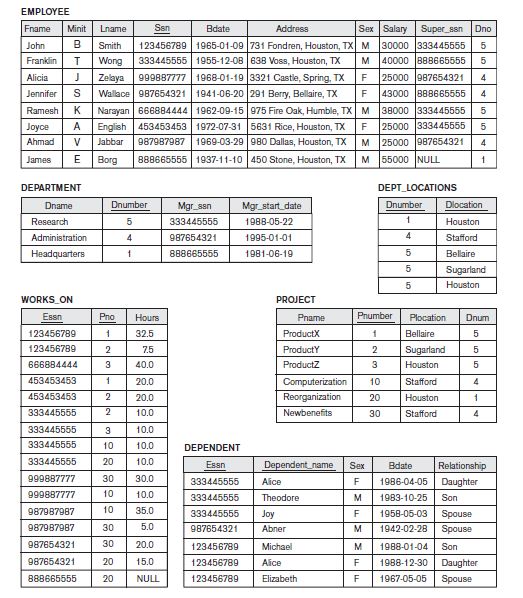 EMPLOYEE
Fname Minit Lname Ssn Bdate Address Sex Salary Super_ssn Dno
John B Smith 123456789 1965-01-09 731 Fondren, Houston, TX M 30000 333445555 5
Franklin T Wong 333445555 1955-12-08 638 Voss, Houston, TX M 40000 888665555 5
Alicia J Zelaya 999887777 1968-01-19 3321 Castle, Spring, TX F 25000 987654321 4
Jennifer S Wallace 987654321 1941-06-20 291 Berry, Bellaire, TX F 43000 888665555 4
Ramesh K Narayan 666884444 1962-09-15 975 Fire Oak, Humble, TX M 38000 333445555 5
Joyce A English 453453453 1972-07-31 5631 Rice, Houston, TX F 25000 333445555 5
Ahmad V Jabbar 987987987 1969-03-29 980 Dallas, Houston, TX M 25000 987654321 4
James E Borg 888665555 1937-11-10 450 Stone, Houston, TX M 55000 NULL 1
DEPARTMENT
Dname Dnumber Mgr_ssn Mgr_start_date
Research 5 333445555 1988-05-22
Administration 4 987654321 1995-01-01
Headquarters 1 888665555 1981-06-19
DEPT_LOCATIONS
Dnumber Dlocation
1 Houston
4 Stafford
5 Bellaire
5 Sugarland
5 Houston
WORKS_ON
Essn Pno Hours
123456789 1 32.5
123456789 2 7.5
666884444 3 40.0
453453453 1 20.0
453453453 2 20.0
333445555 2 10.0
333445555 3 10.0
333445555 10 10.0
333445555 20 10.0
999887777 30 30.0
999887777 10 10.0
987987987 10 35.0
987987987 30 5.0
987654321 30 20.0
987654321 20 15.0
888665555 20 NULL
PROJECT
Pname Pnumber Plocation Dnum
ProductX 1 Bellaire 5
ProductY 2 Sugarland 5
ProductZ 3 Houston 5
Computerization 10 Stafford 4
Reorganization 20 Houston 1
Newbenefits 30 Stafford 4
DEPENDENT
Essn Dependent_name Sex Bdate Relationship
333445555 Alice F 1986-04-05 Daughter
333445555 Theodore M 1983-10-25 Son
333445555 Joy F 1958-05-03 Spouse
987654321 Abner M 1942-02-28 Spouse
123456789 Michael M 1988-01-04 Son
123456789 Alice F 1988-12-30 Daughter
123456789 Elizabeth F 1967-05-05 Spouse